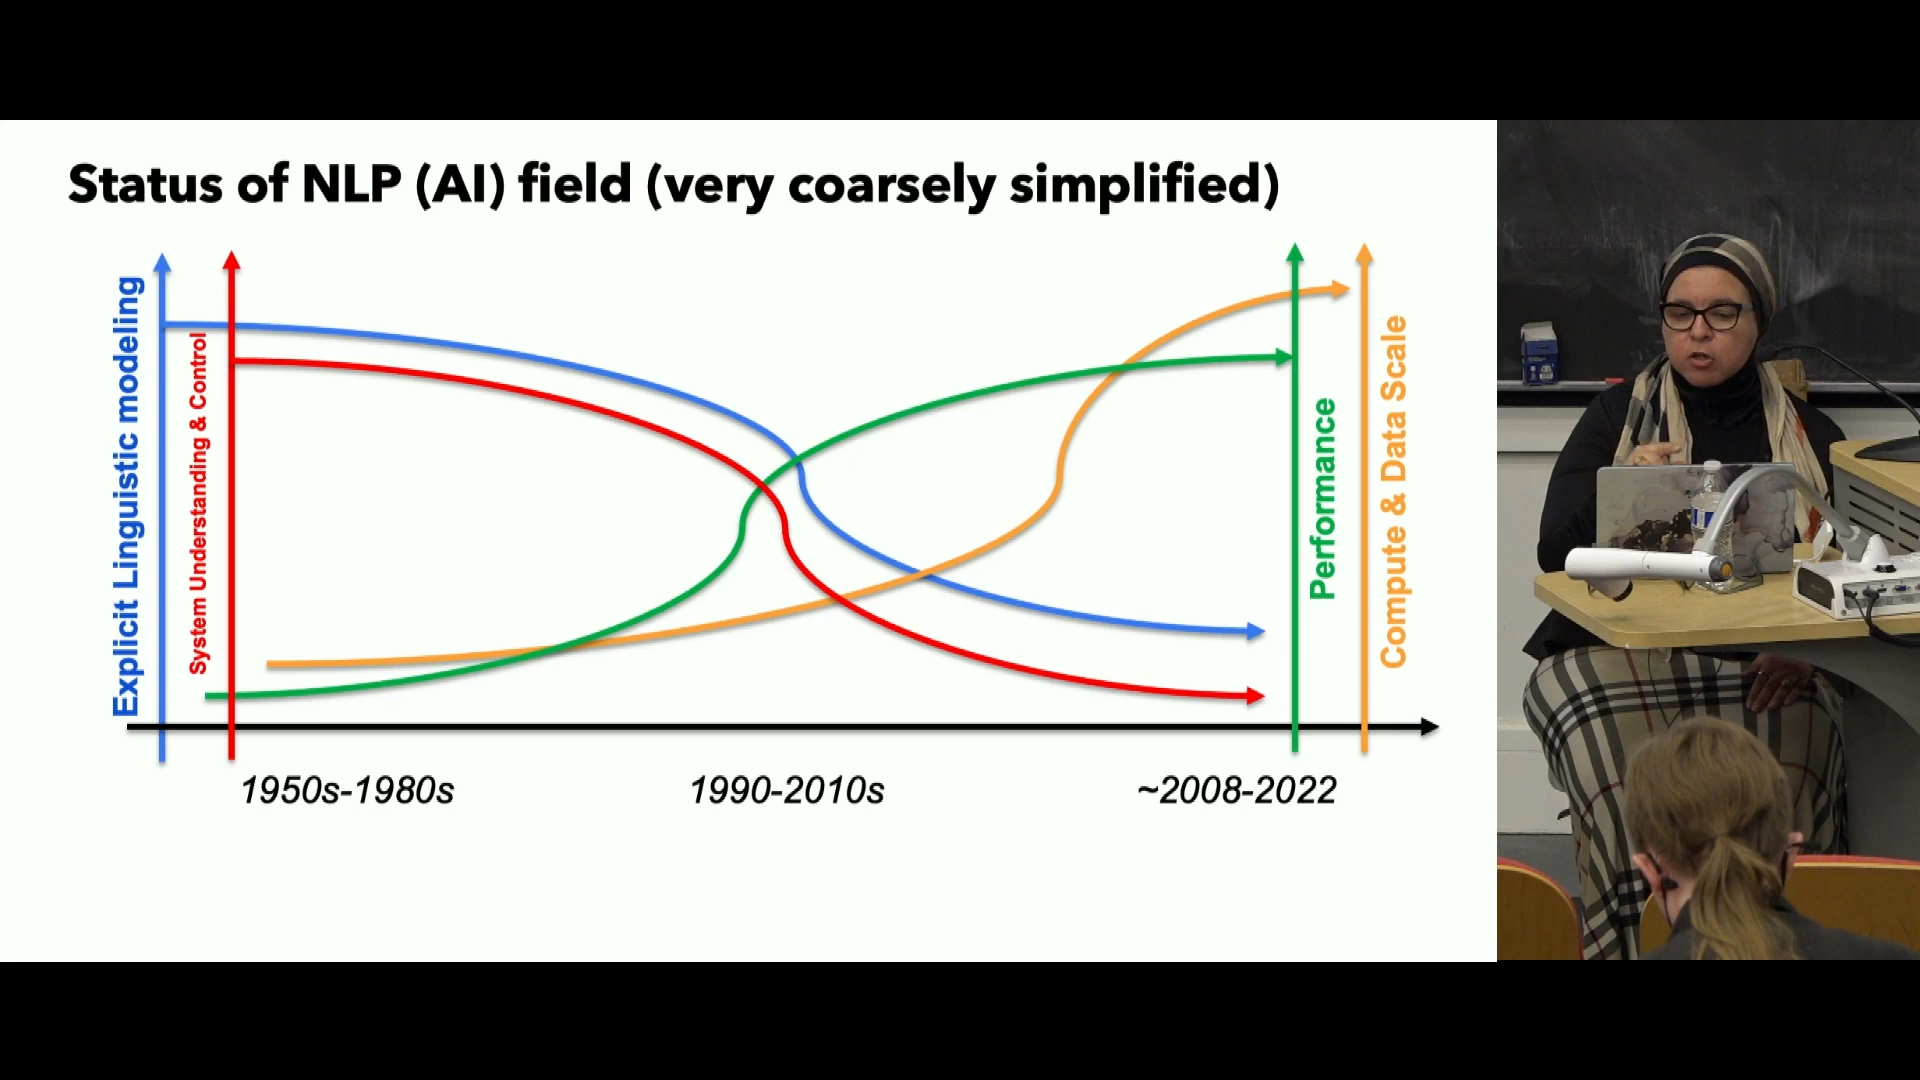 Status of NLP (AI) field (very coarsely simplified)
Explicit Linguistic modeling
System Understanding & Control
Performance
Compute & Data Scale
1950s-1980s
1990-2010s
~2008-2022